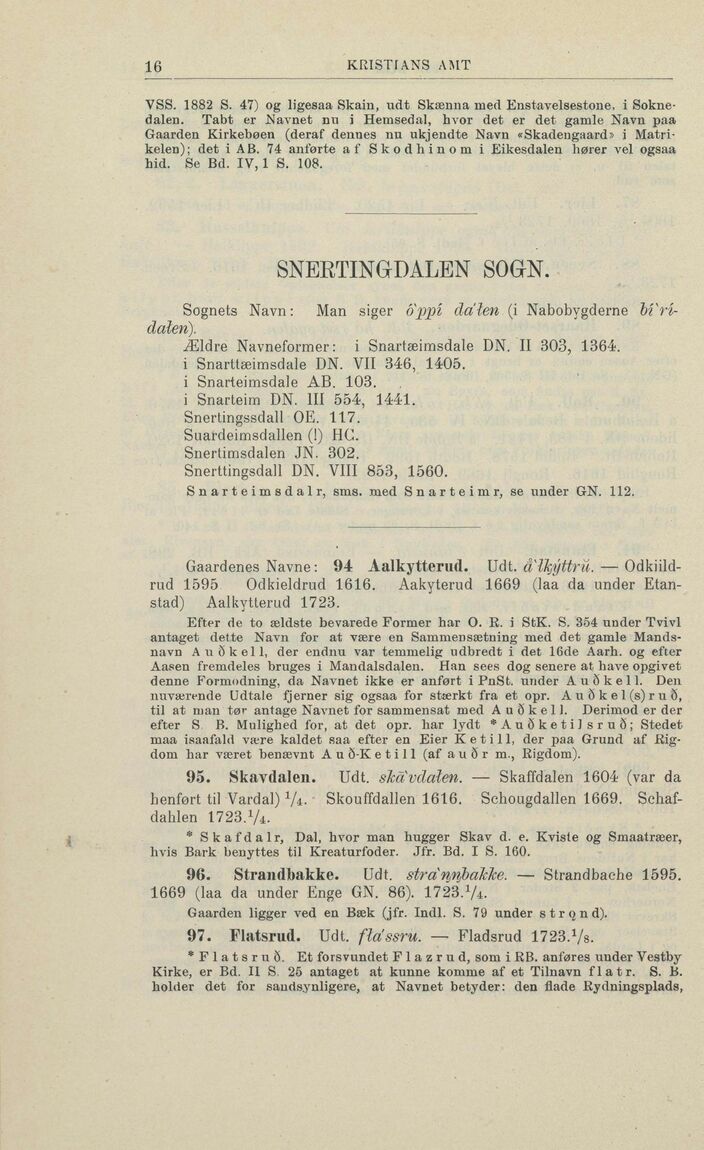 16
KRISTIANS AMT
VSS. 1882 S. 47) og ligesaa Skain, udt Skænna med Enstavelsestone, i Sokne-
dalen. Tabt er Navnet nu i Hemsedal, hvor det er det gamle Navn paa
Gaarden Kirkebøen (deraf dennes nu ukjendte Navn «Skadengaard» i Matri-
kelen); det i AB. 74 anførte af Skodhinom i Eikesdalen hører vel ogsaa
hid. Se Bd. IV, 1 S. 108.
SNERTINGDALEN SOGN.
Sognets Navn: Man siger ò'ppi da'łen (i Nabobygderne bi`ri-
dałen).
Ældre Navneformer: i Snartæimsdale DN. II 303, 1364.
i Snarttæimsdale DN. VII 346, 1405.
i Snarteimsdale AB. 103.
i Snarteim DN. III 554, 1441.
Snertingssdall OE. 117.
Suardeimsdallen (!) HC.
Snertimsdalen JN. 302.
Snerttingsdall DN. VIII 853, 1560.
Snarteimsdalr, sms. med Snarteimr, se under GN. 112.
Gaardenes Navne: 94 Aalkytterud. Udt. å`lkýttrů. — Odkiild-
rud 1595 Odkieldrud 1616. Aakyterud 1669 (laa da under Etan-
stad) Aalkytterud 1723.
Efter de to ældste bevarede Former har O. R. i StK. S. 354 under Tvivl
antaget dette Navn for at være en Sammensætning med det gamle Mands-
navn Auðkell, der endnu var temmelig udbredt i det 16de Aarh. og efter
Aasen fremdeles bruges i Mandalsdalen. Han sees dog senere at have opgivet
denne Formodning, da Navnet ikke er anført i PnSt. under Auðkell. Den
nuværende Udtale fjerner sig ogsaa for stærkt fra et opr. Auðkel(s)ruð,
til at man tør antage Navnet for sammensat med Auðkell. Derimod er der
efter S B. Mulighed for, at det opr. har lydt *Auðketilsruð; Stedet
maa isaafald være kaldet saa efter en Eier Ketill, der paa Grund af Rig-
dom har været benævnt Auð-Ketill (af auðr m., Rigdom).
95. Skavdalen. Udt. skä`vdalen. — Skaffdalen 1604 (var da
henført til Vardal) 1/4. Skouffdallen 1616. Schougdallen 1669. Schaf-
dahlen 1723.1/4.
* Skafdalr, Dal, hvor man hugger Skav d. e. Kviste og Smaatræer,
hvis Bark benyttes til Kreaturfoder. Jfr. Bd. I S. 160.
96. Strandbakke. Udt. stra`ņņbakke. — Strandbache 1595.
1669 (laa da under Enge GN. 86). 1723.1/4.
Gaarden ligger ved en Bæk (jfr. Indl. S. 79 under strǫnd).
97. Flatsrud. Udt. fla'ssru. — Fladsrud 1723.1/8.
* Flatsruð. Et forsvundet Flazrud, som i RB. anføres under Vestby
Kirke, er Bd. II S. 25 antaget at kunne komme af et Tilnavn flatr. S. B.
holder det for sandsynligere, at Navnet betyder: den flade Rydningsplads,